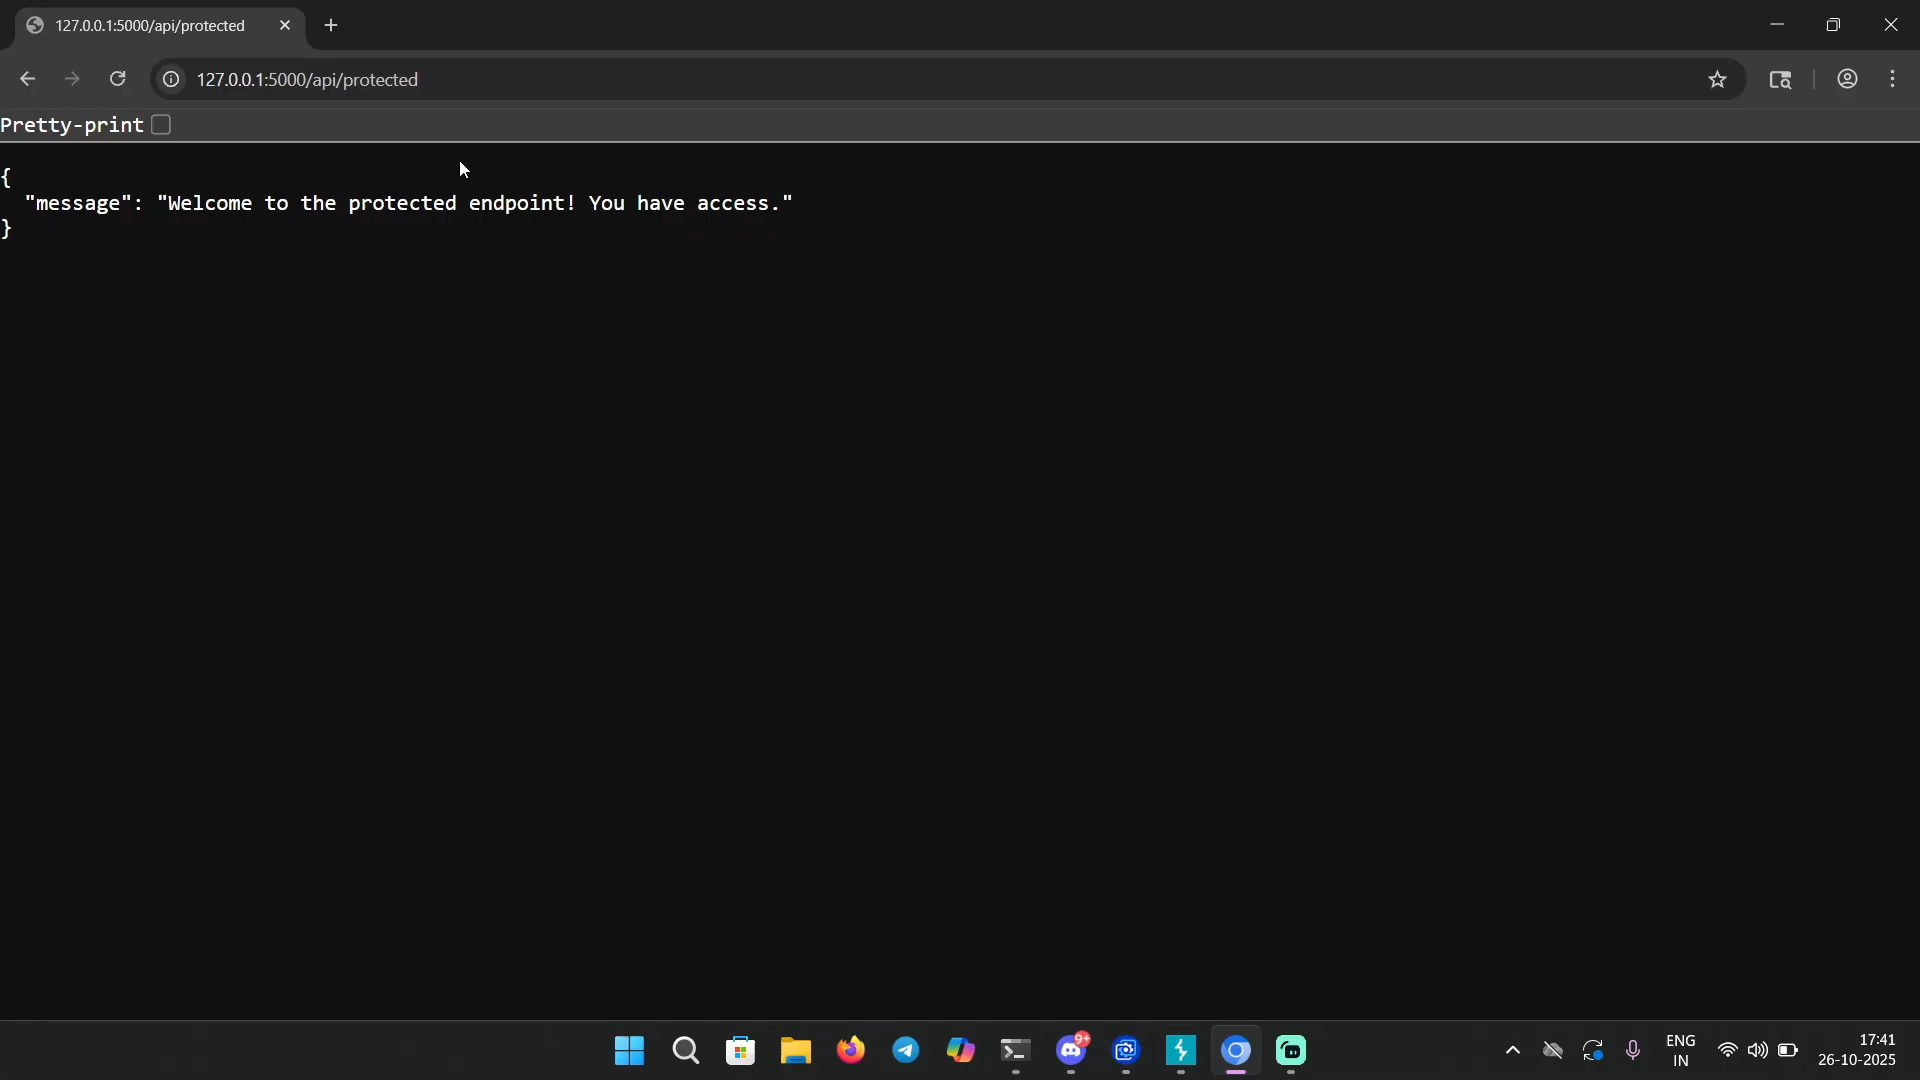 127.0.0.1:5000/api/protected
127.0.0.1:5000/api/protected
Pretty-print
{
"message": "Welcome to the protected endpoint! You have access."
}
9+
ENG
IN
17:41
26-10-2025